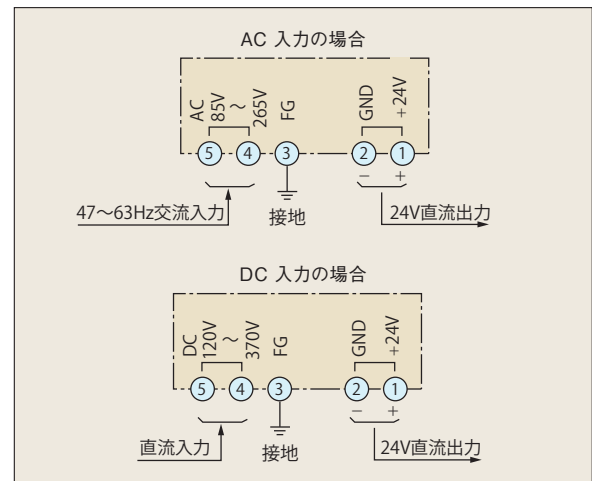 AC 入力の場合
AC
85V
～
265V
FG
GND
+24V
5
4
3
2
1
−
+
47～63Hz交流入力
接地
24V直流出力
DC 入力の場合
DC
120V
～
370V
FG
GND
+24V
5
4
3
2
1
−
+
直流入力
接地
24V直流出力